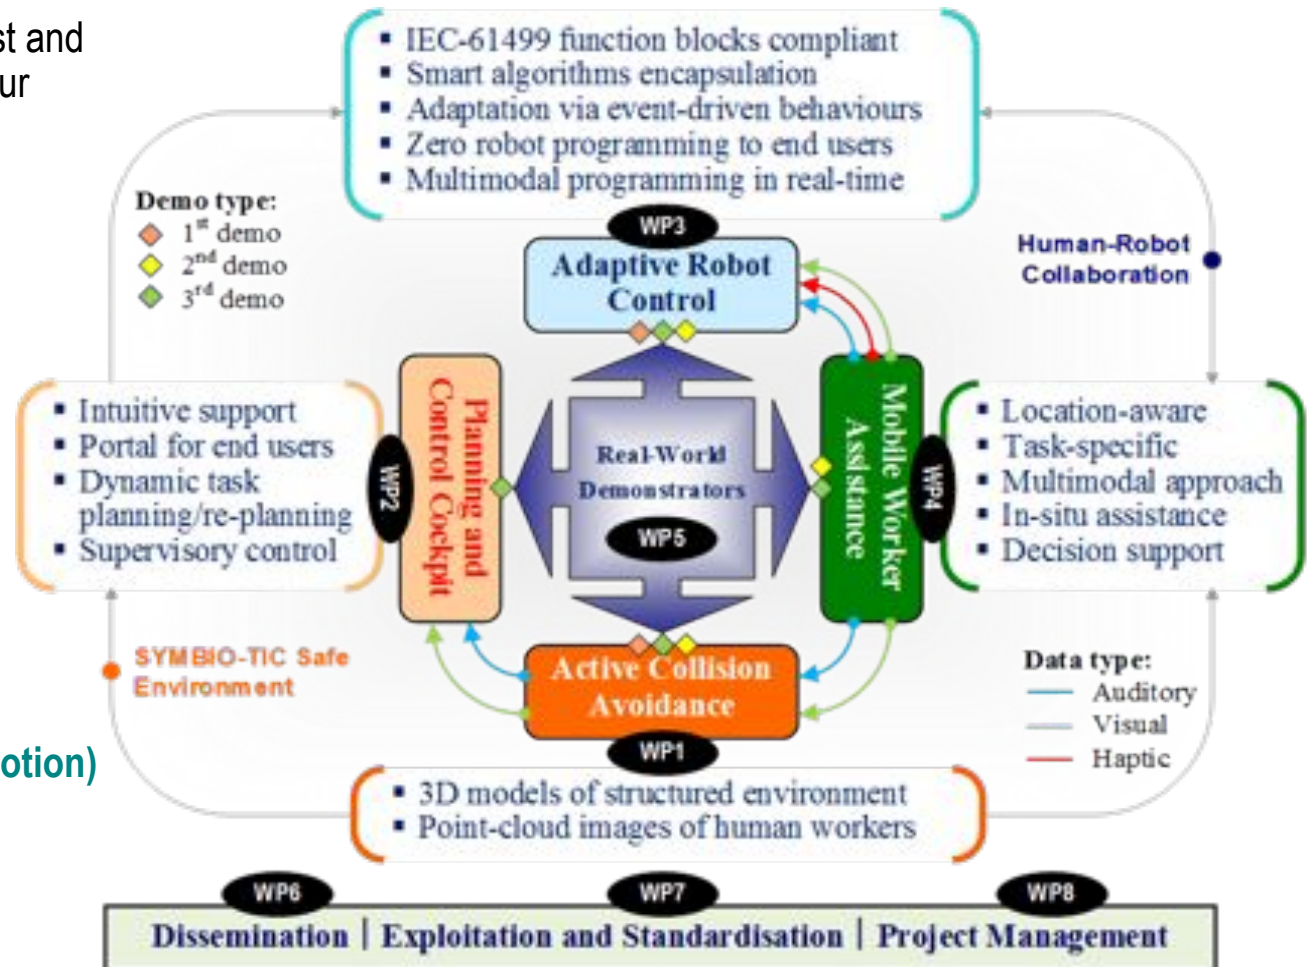 st and
ur
▪ IEC-61499 function blocks compliant
▪ Smart algorithms encapsulation
▪ Adaptation via event-driven behaviours
▪ Zero robot programming to end users
▪ Multimodal programming in real-time
Demo type:
1st demo
2nd demo
3rd demo
WP3
Adaptive Robot
Control
Human-Robot
Collaboration
▪ Intuitive support
▪ Portal for end users
▪ Dynamic task
planning/re-planning
▪ Supervisory control
WP2
Planning and
Control Cockpit
Real-World
Demonstrators
WP5
Mobile Worker
Assistance
WP4
▪ Location-aware
▪ Task-specific
▪ Multimodal approach
▪ In-situ assistance
▪ Decision support
SYMBIO-TIC Safe
Environment
Active Collision
Avoidance
WP1
Data type:
Auditory
Visual
Haptic
otion)
▪ 3D models of structured environment
▪ Point-cloud images of human workers
WP6
WP7
WP8
Dissemination | Exploitation and Standardisation | Project Management